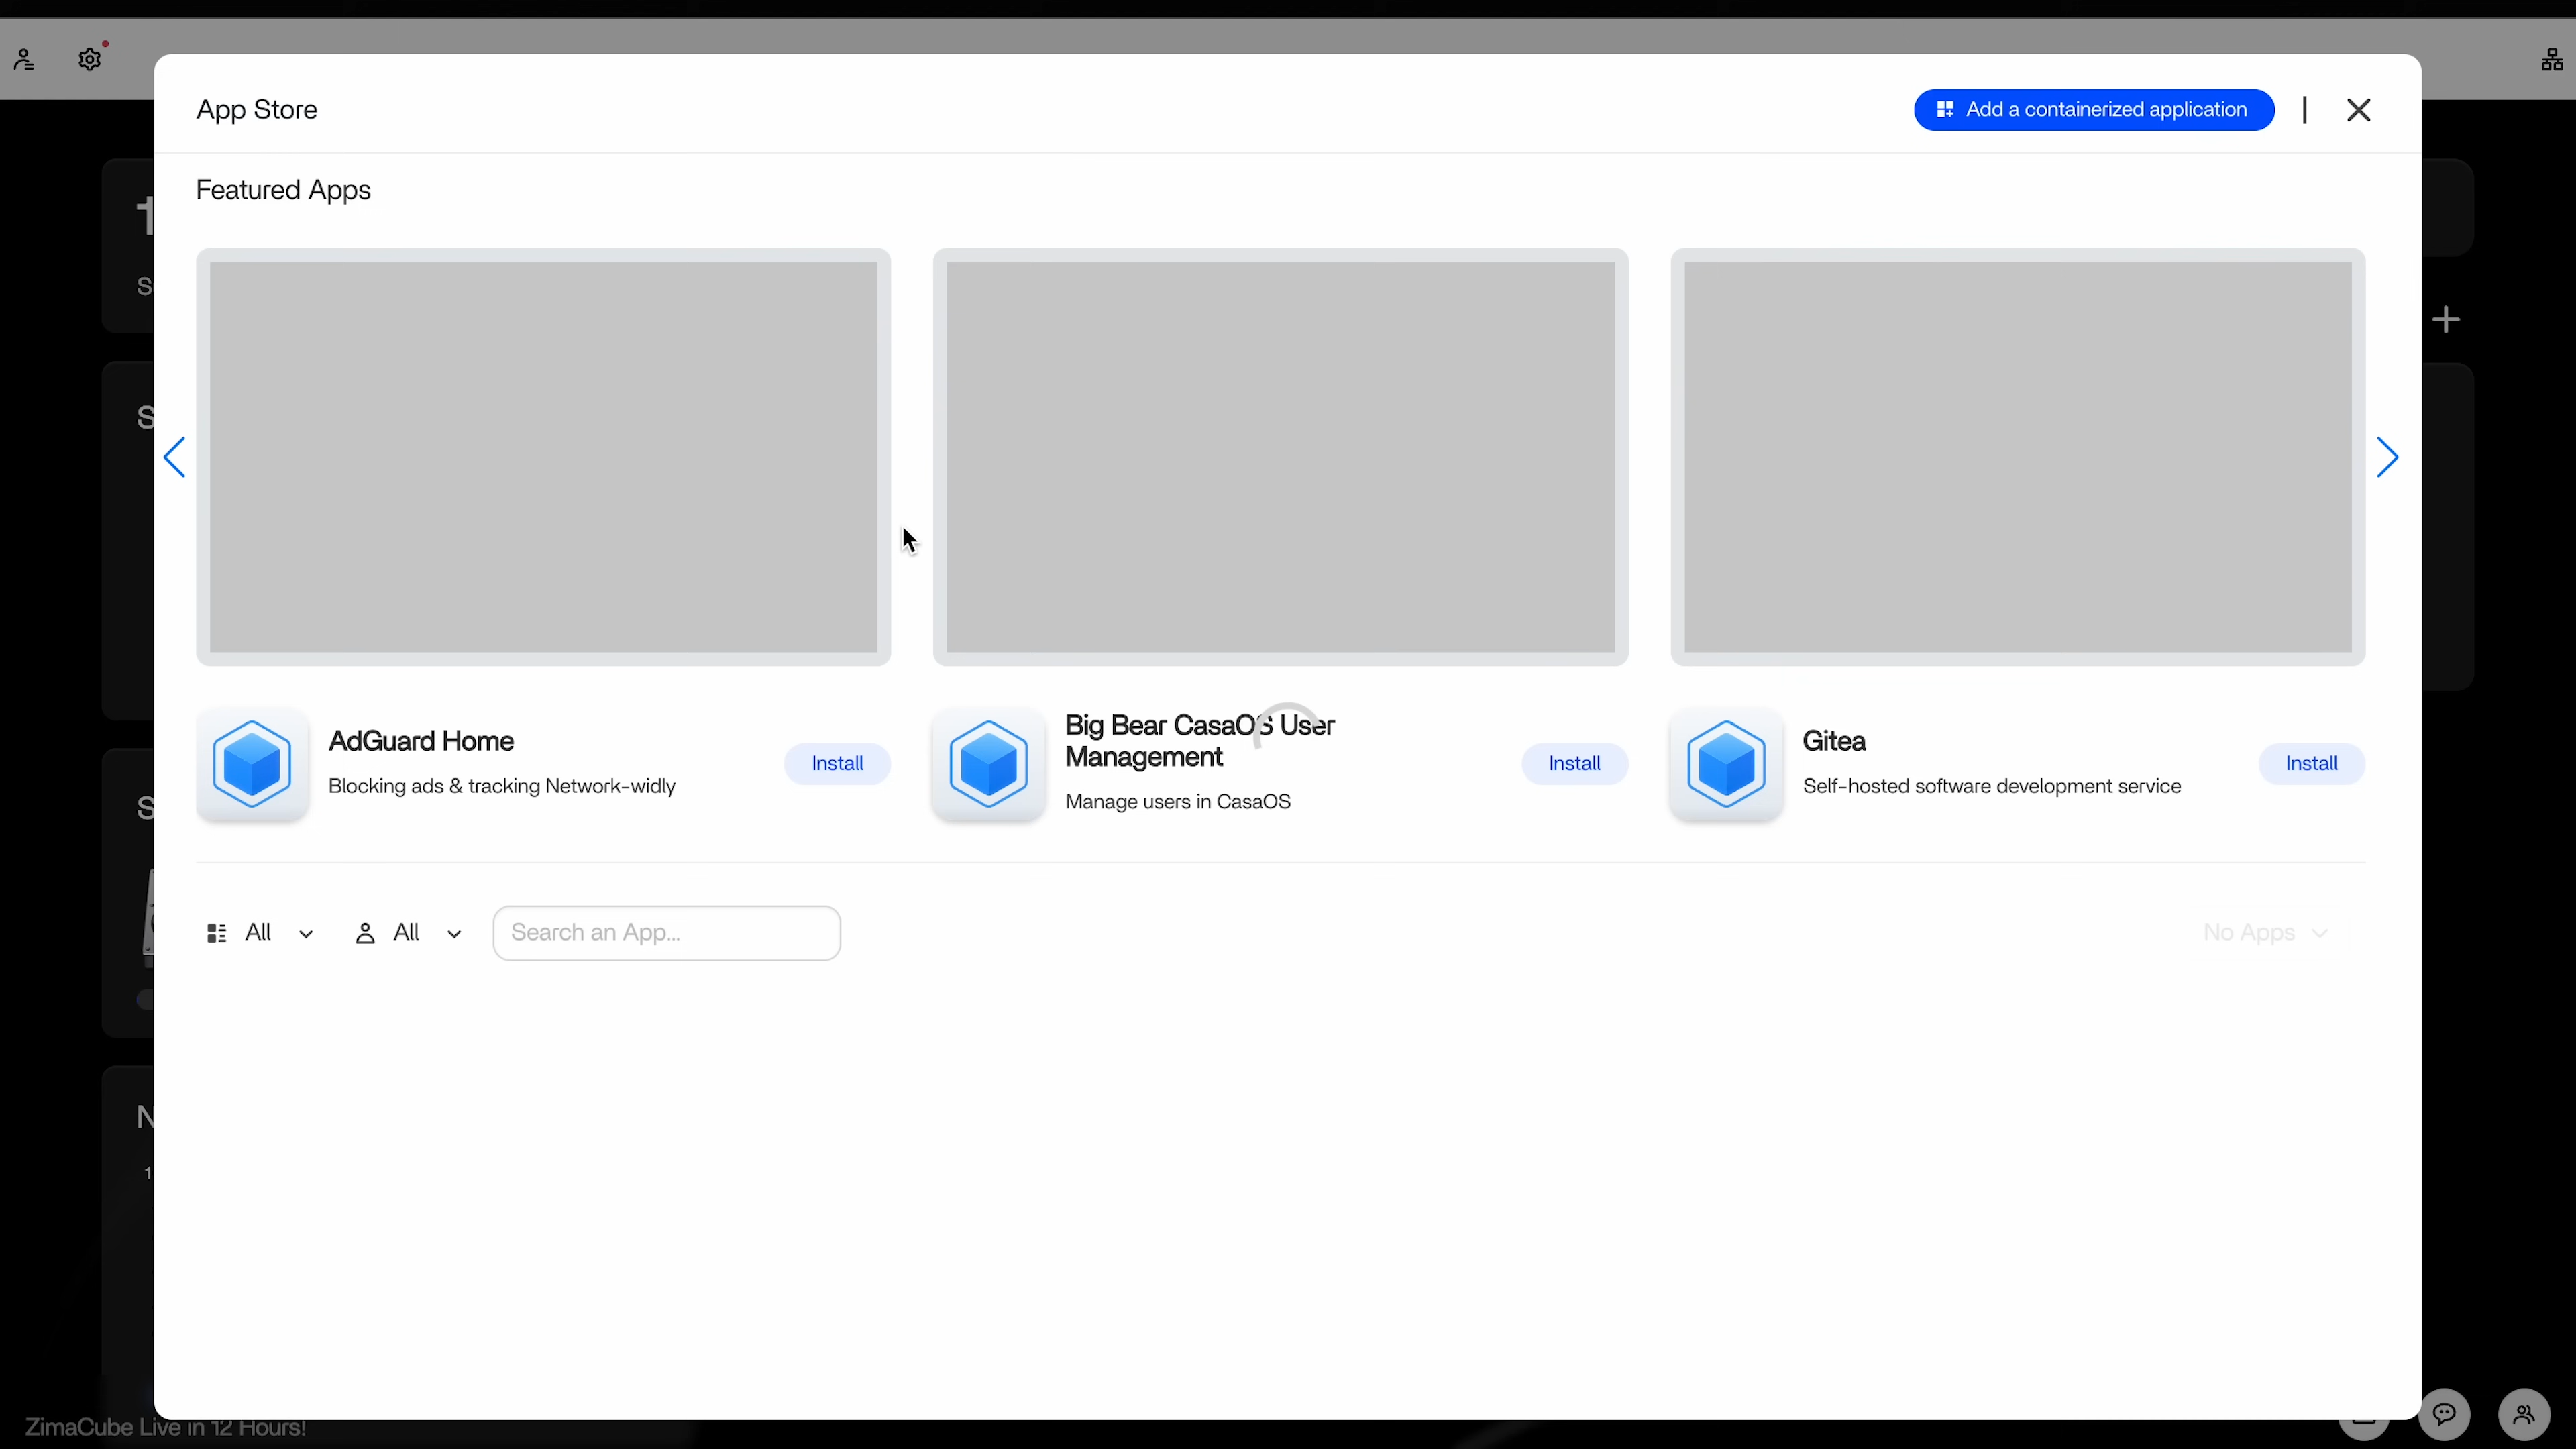 App Store
Add a containerized application
Featured Apps
AdGuard Home
Blocking ads & tracking Network-widly
Install
Big Bear CasaOS User
Management
Manage users in CasaOS
Install
Gitea
Self-hosted software development service
Install
All
All
Search an App...
No Apps
ZimaCube Live in 12 Hours!